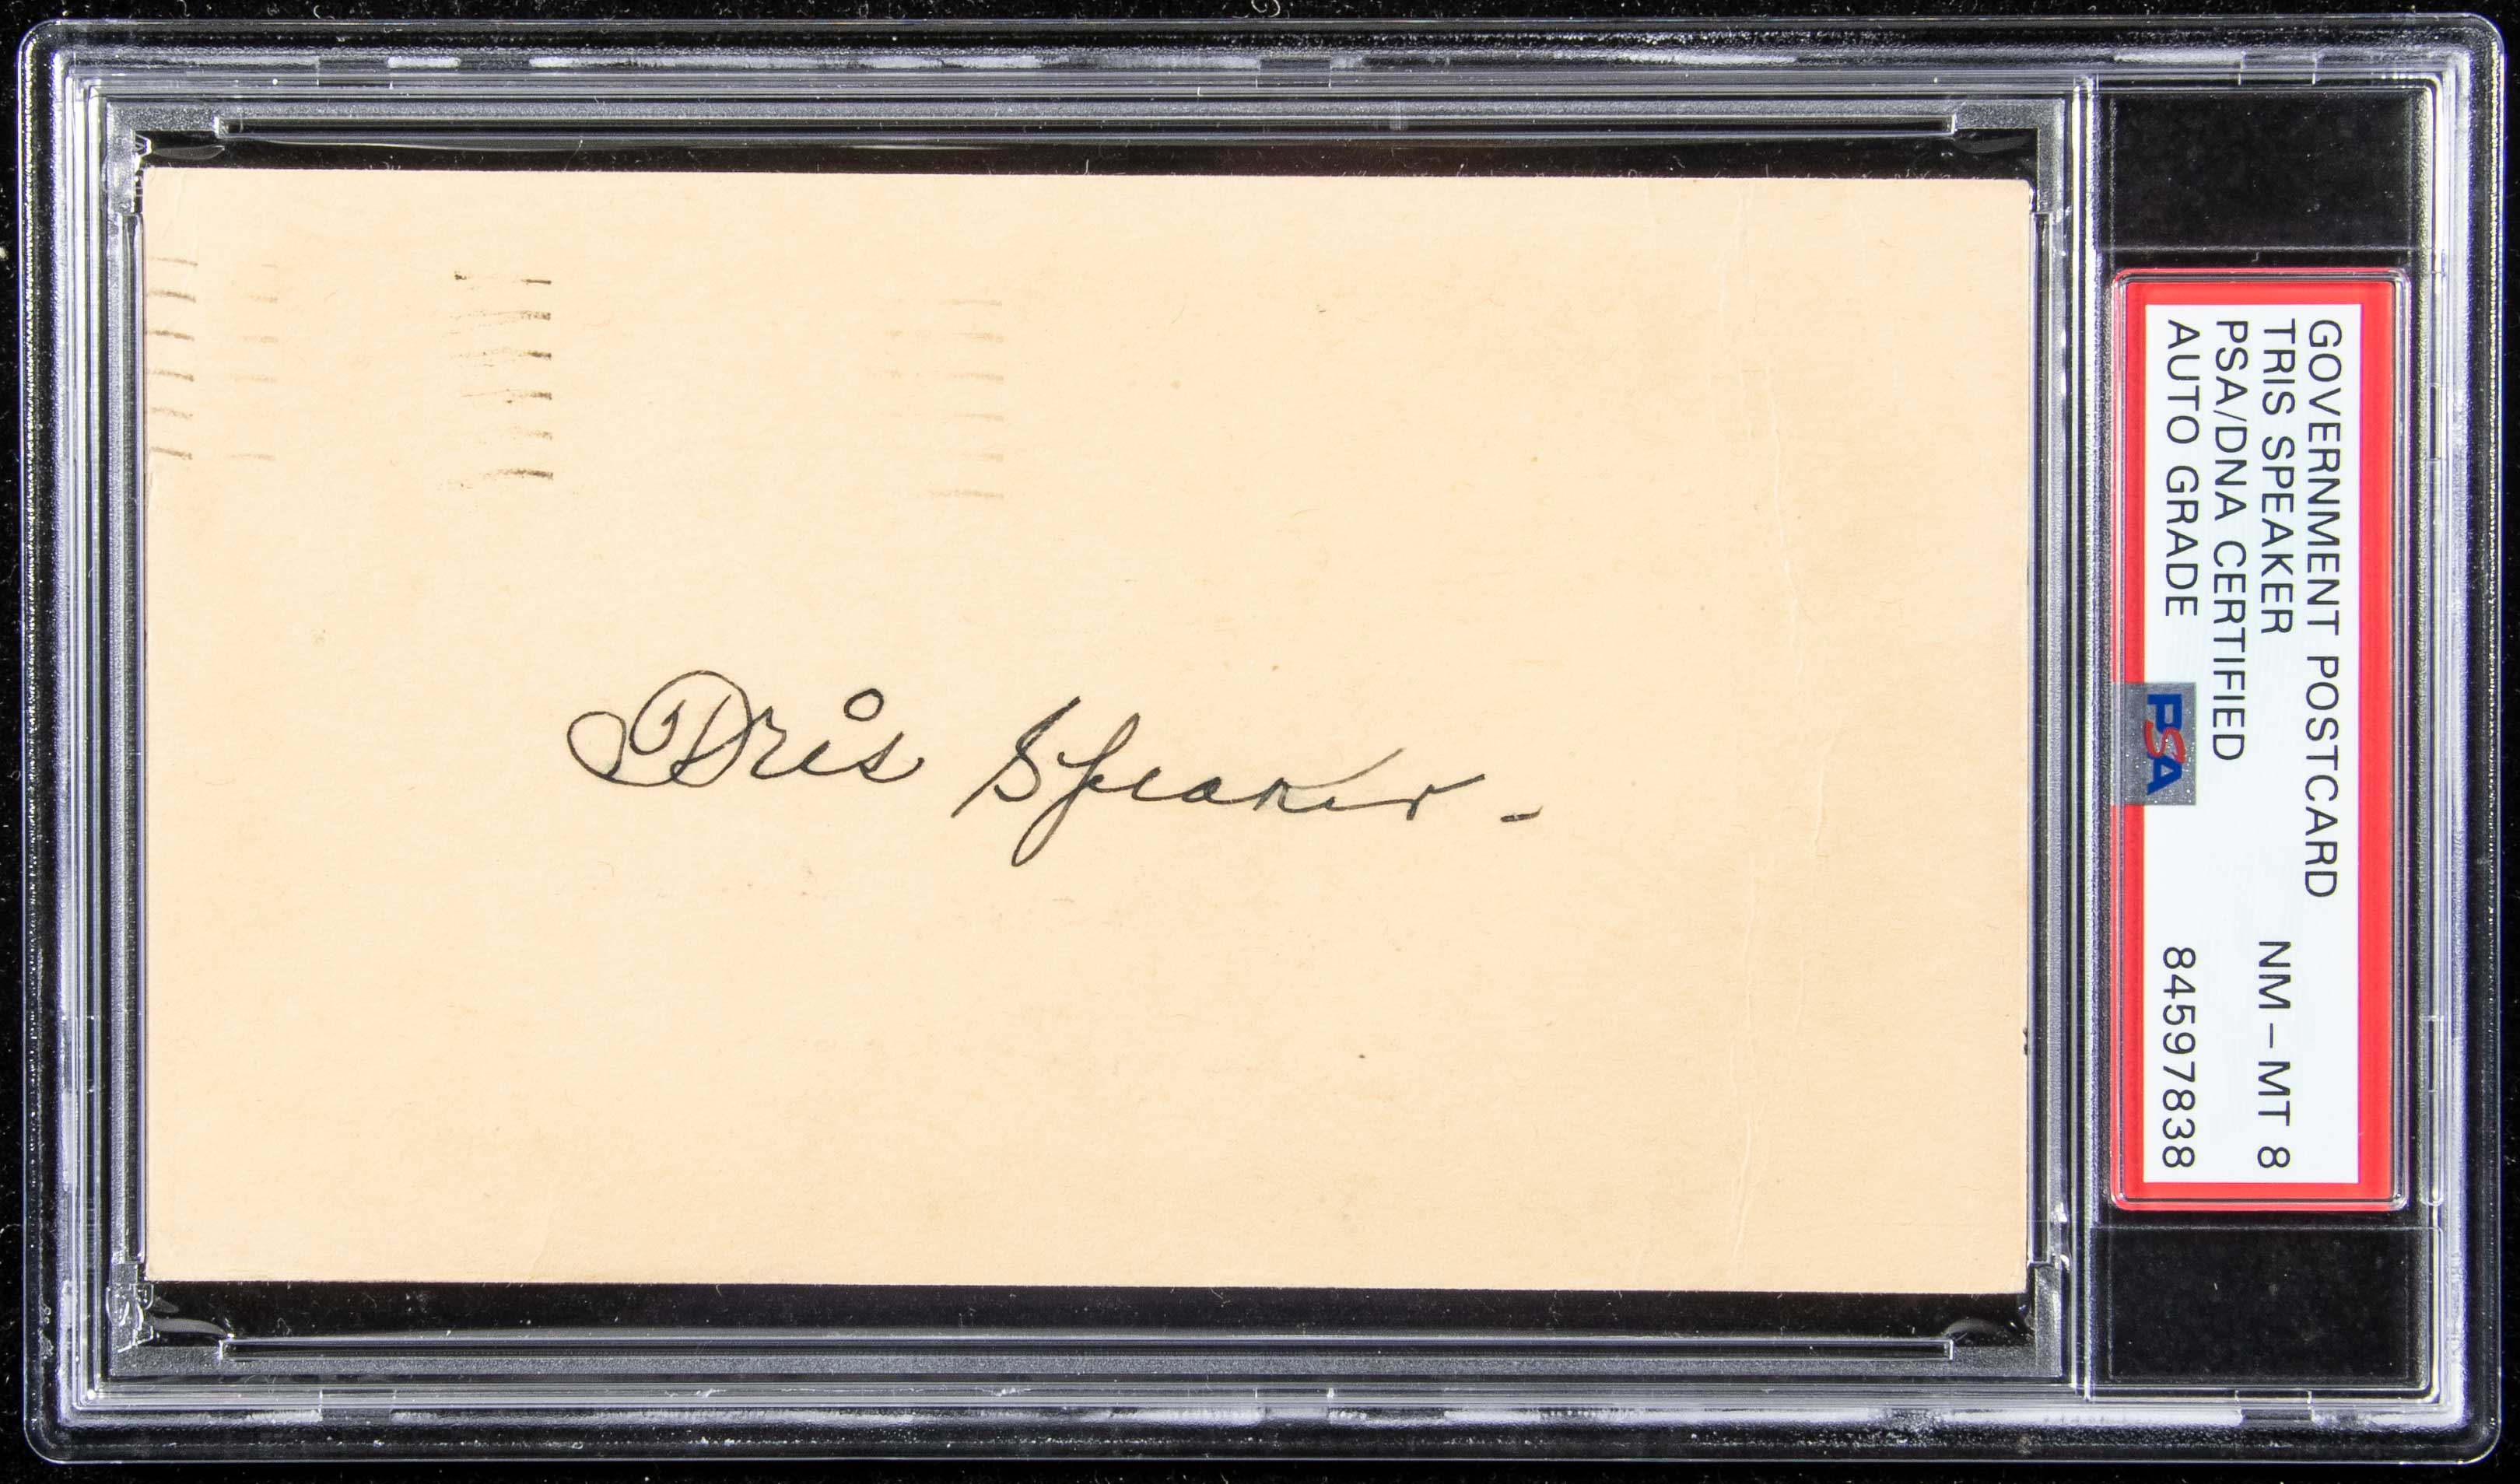 Tris Speaker -
GOVERNMENT POSTCARD
TRIS SPEAKER NM-MT 8
PSA/DNA CERTIFIED
AUTO GRADE 84597838
PSA